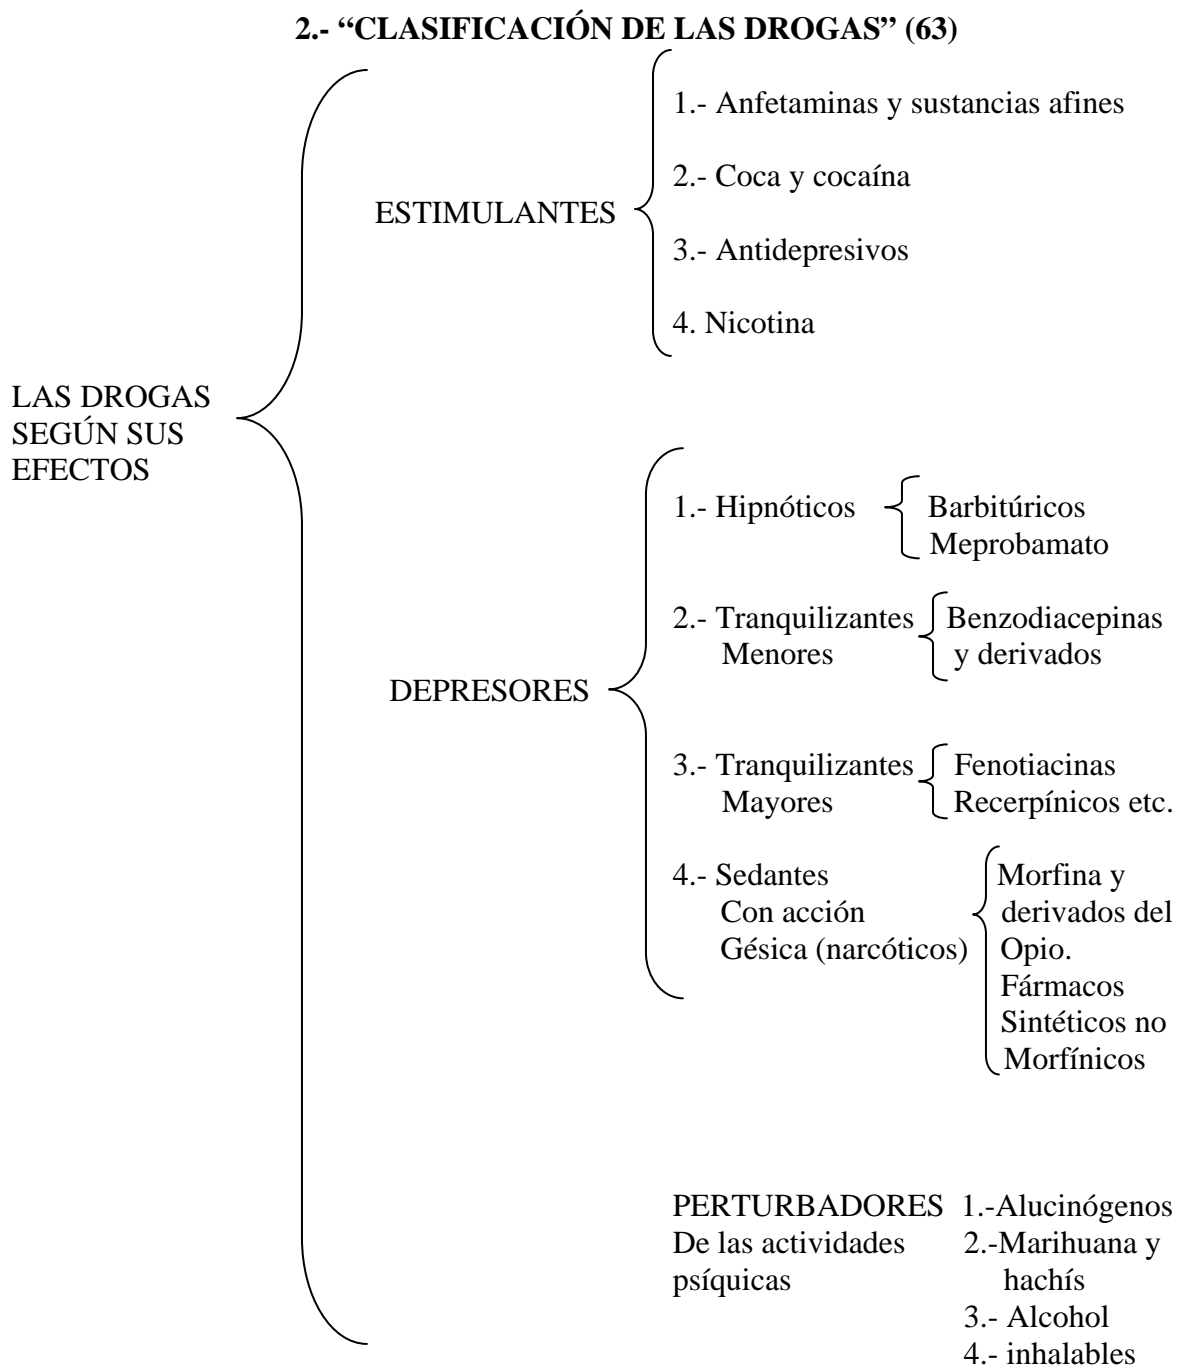 2.- “CLASIFICACIÓN DE LAS DROGAS” (63)
LAS DROGAS
SEGÚN SUS
EFECTOS
ESTIMULANTES
1.- Anfetaminas y sustancias afines
2.- Coca y cocaína
3.- Antidepresivos
4. Nicotina
DEPRESORES
1.- Hipnóticos
Barbitúricos
Meprobamato
2.- Tranquilizantes
Menores
Benzodiacepinas
y derivados
3.- Tranquilizantes
Mayores
Fenotiacinas
Recerpínicos etc.
4.- Sedantes
Con acción
Gésica (narcóticos)
Morfina y
derivados del
Opio.
Fármacos
Sintéticos no
Morfínicos
PERTURBADORES
De las actividades
psíquicas
1.-Alucinógenos
2.-Marihuana y
hachís
3.- Alcohol
4.- inhalables